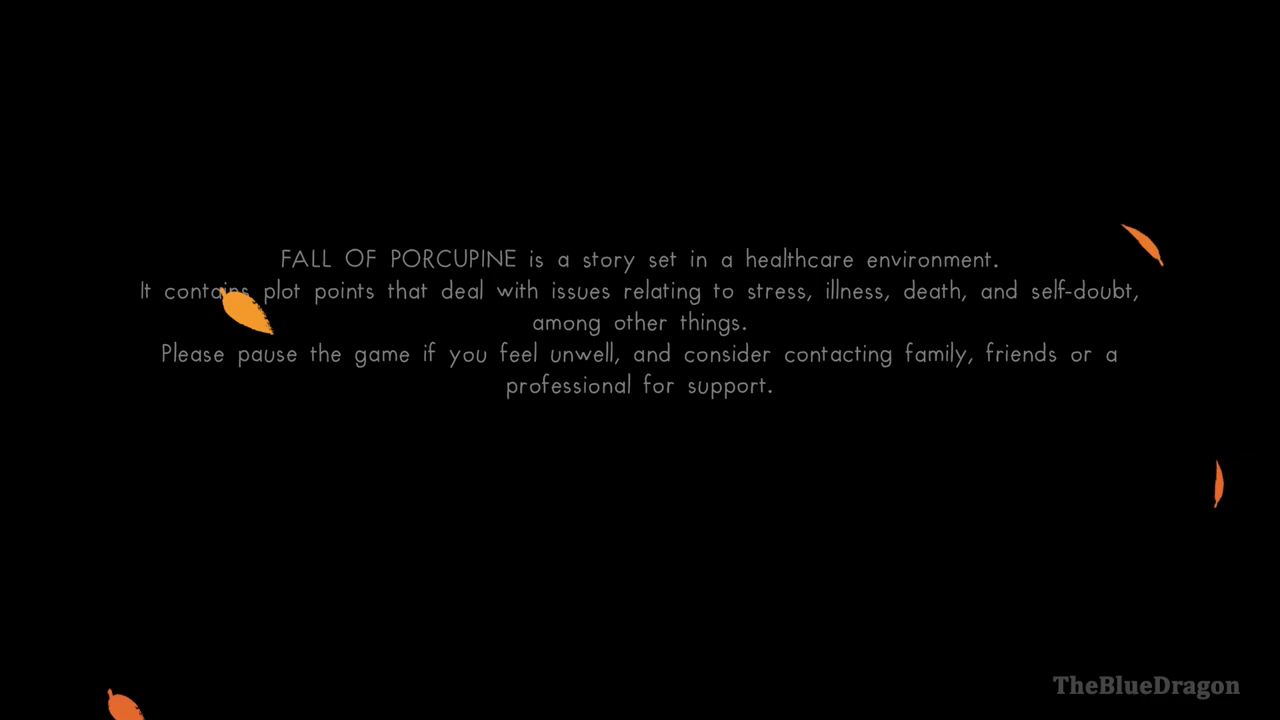 FALL OF PORCUPINE is a story set in a healthcare environment.
It contains plot points that deal with issues relating to stress, illness, death, and self-doubt,
among other things.
Please pause the game if you feel unwell, and consider contacting family, friends or a
professional for support.
TheBlueDragon